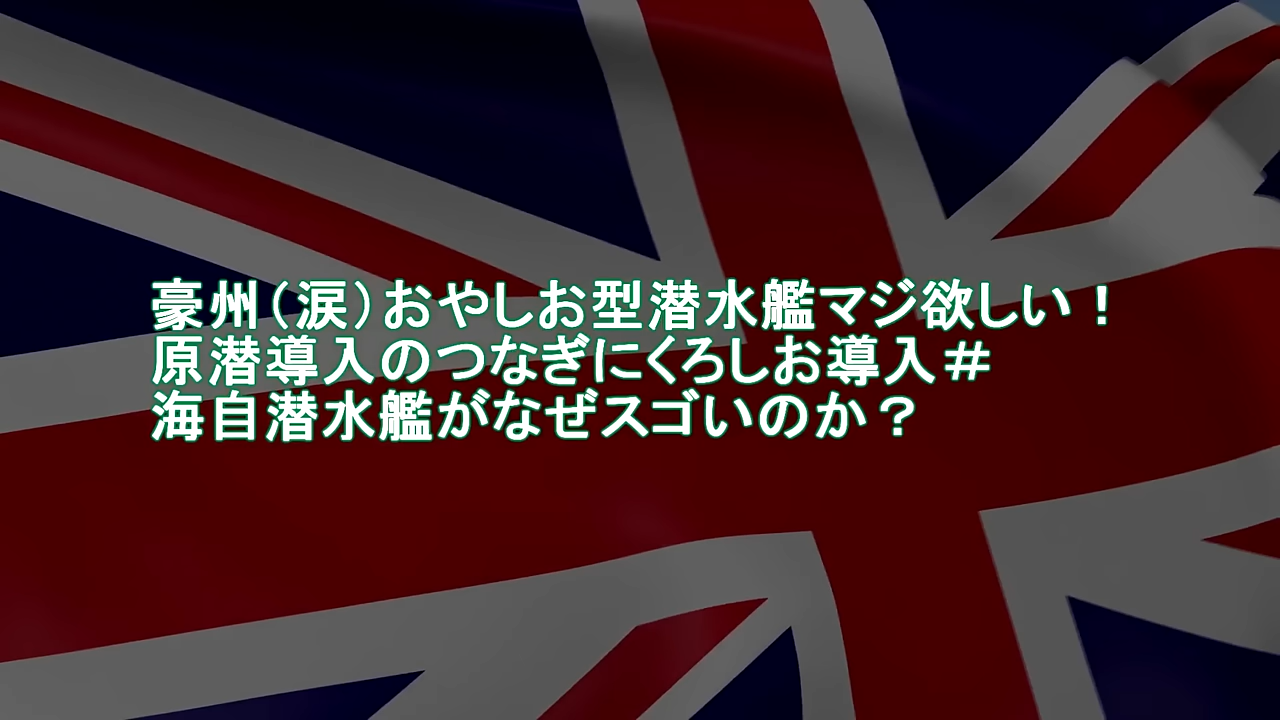 豪州（涙）おやしお型潜水艦マジ欲しい！
原潜導入のつなぎにくろしお導入＃
海自潜水艦がなぜスゴいのか？